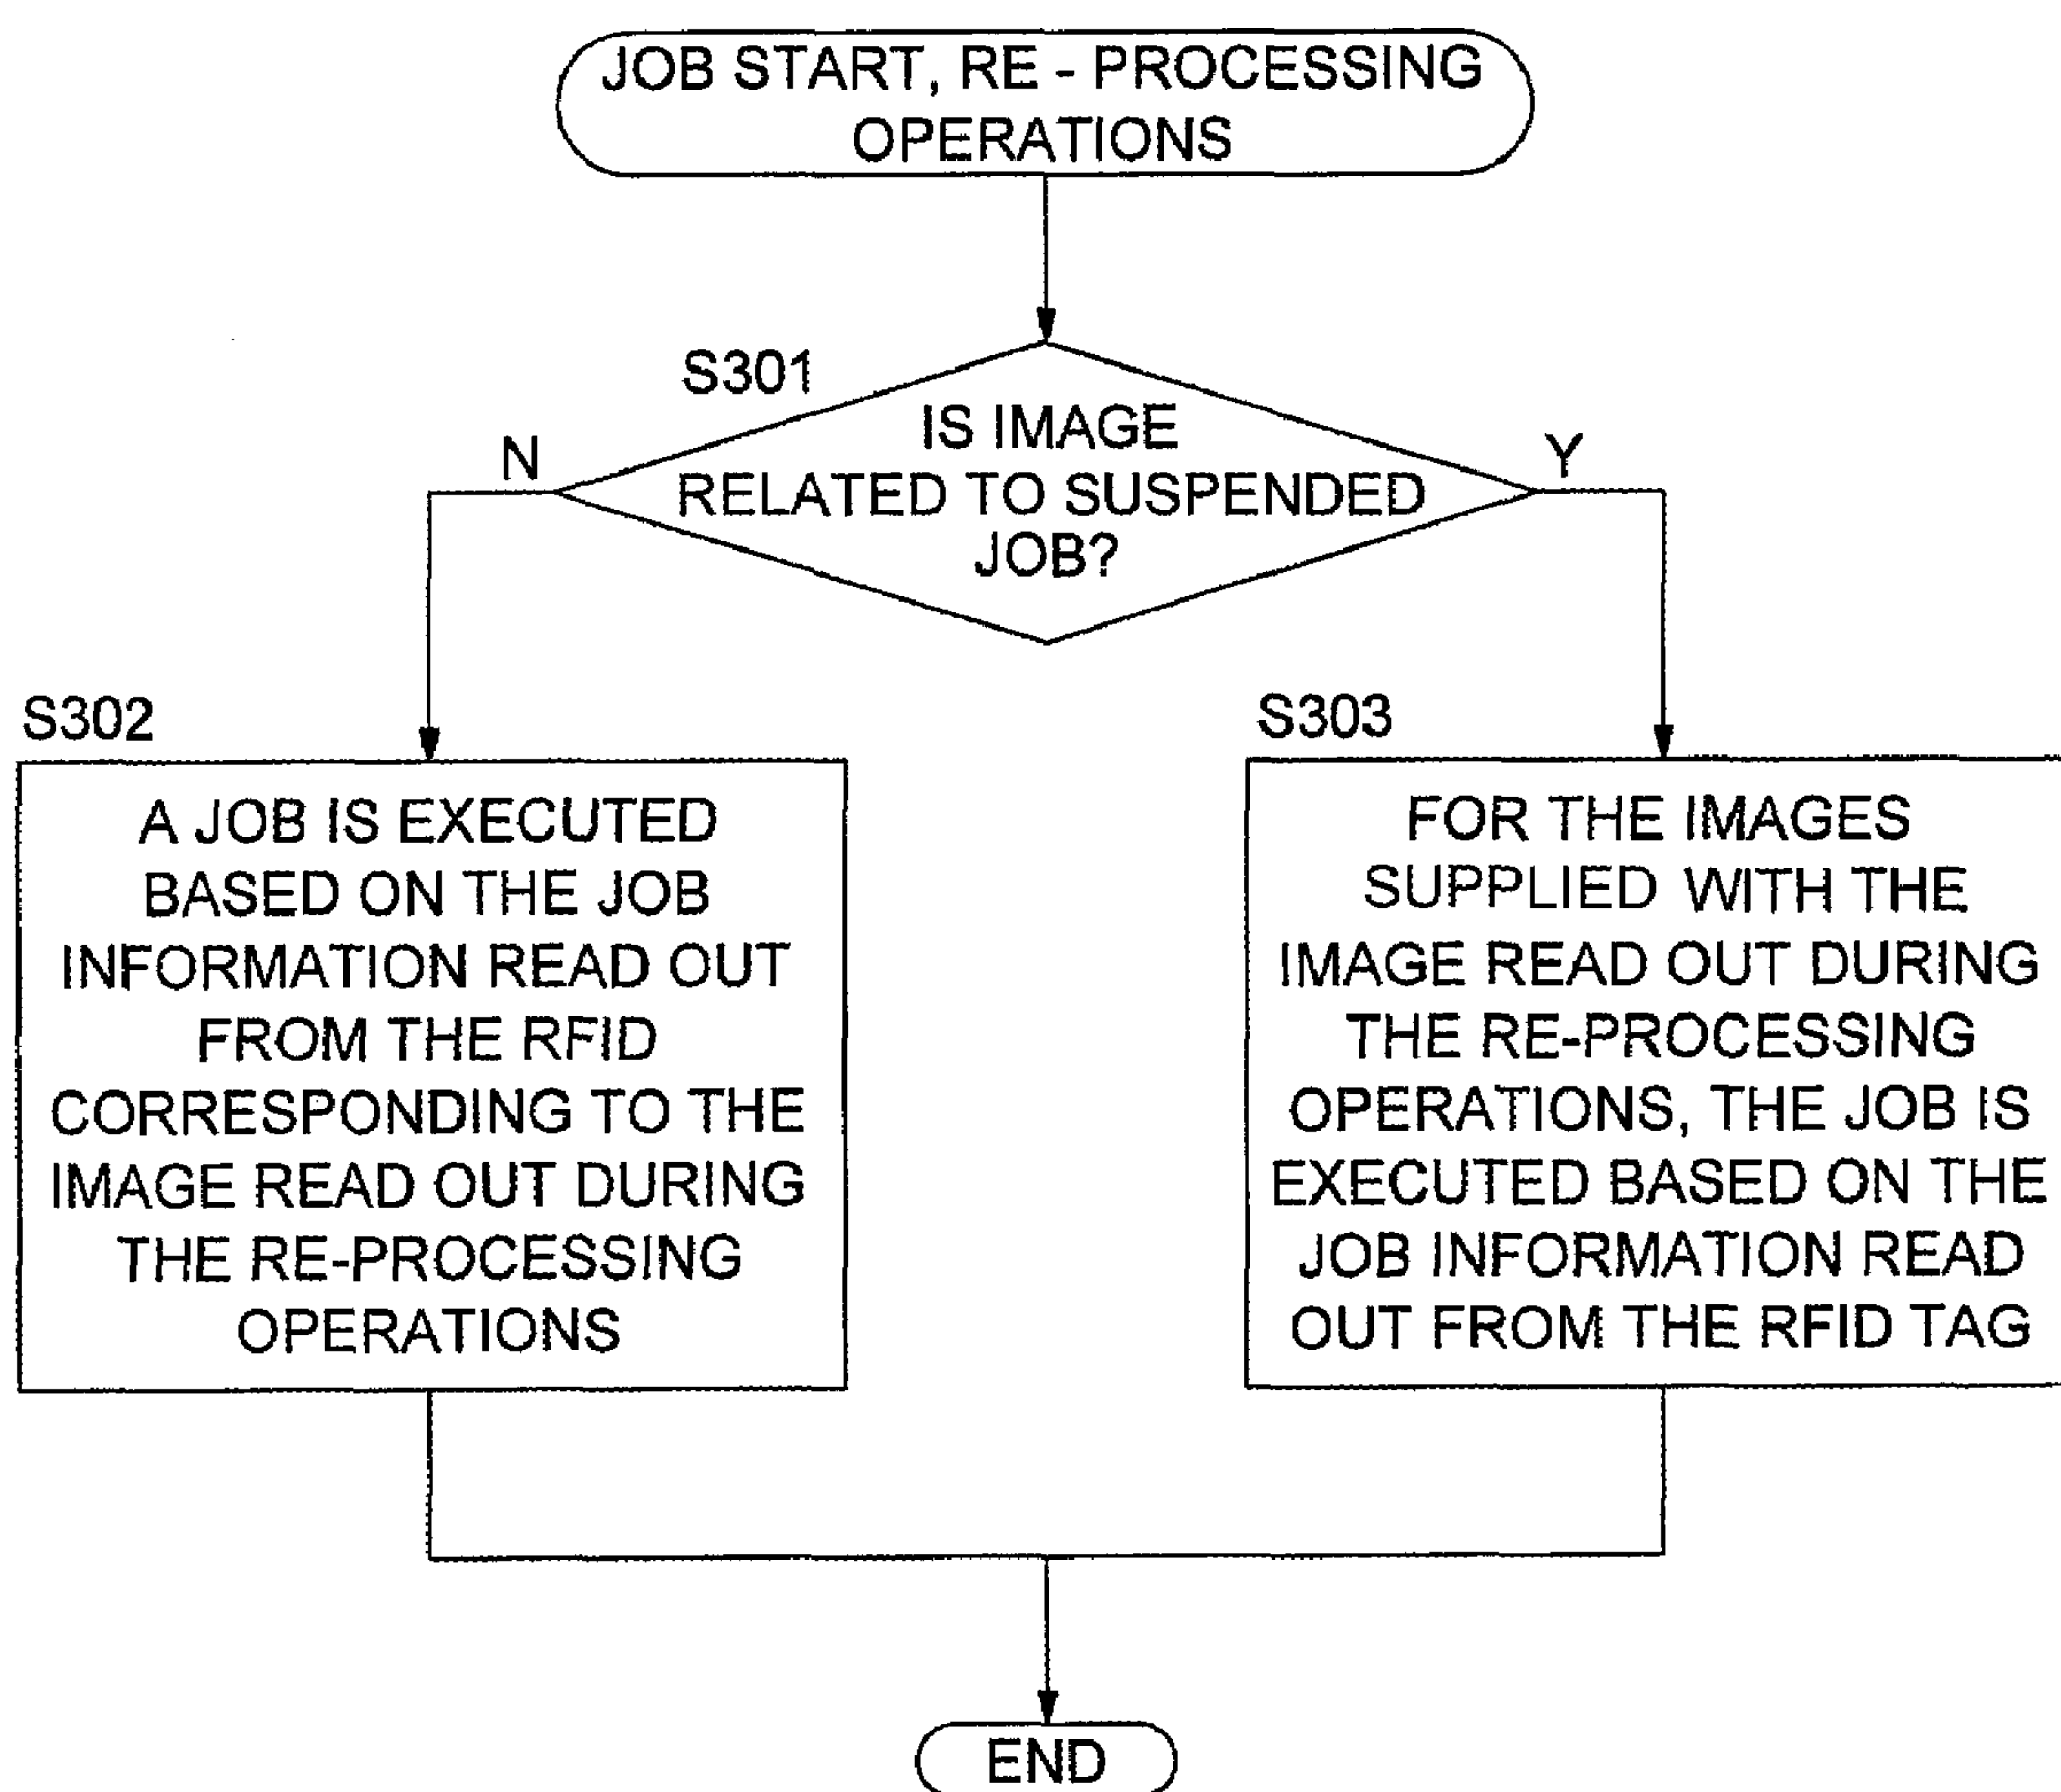 JOB START, RE - PROCESSING
OPERATIONS
S301
IS IMAGE
RELATED TO SUSPENDED
JOB?
N
Y
S302
A JOB IS EXECUTED
BASED ON THE JOB
INFORMATION READ OUT
FROM THE RFID
CORRESPONDING TO THE
IMAGE READ OUT DURING
THE RE-PROCESSING
OPERATIONS
S303
FOR THE IMAGES
SUPPLIED WITH THE
IMAGE READ OUT DURING
THE RE-PROCESSING
OPERATIONS, THE JOB IS
EXECUTED BASED ON THE
JOB INFORMATION READ
OUT FROM THE RFID TAG
END